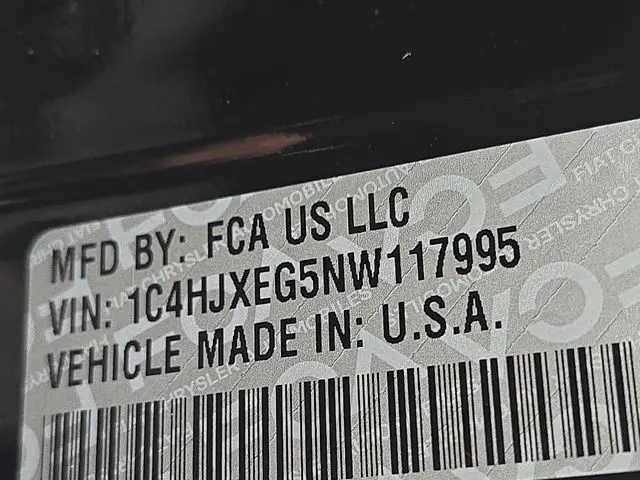 MFD BY: FCA US LLC
VIN: 1C4HJXEG5NW117995
VEHICLE MADE IN: U.S.A.